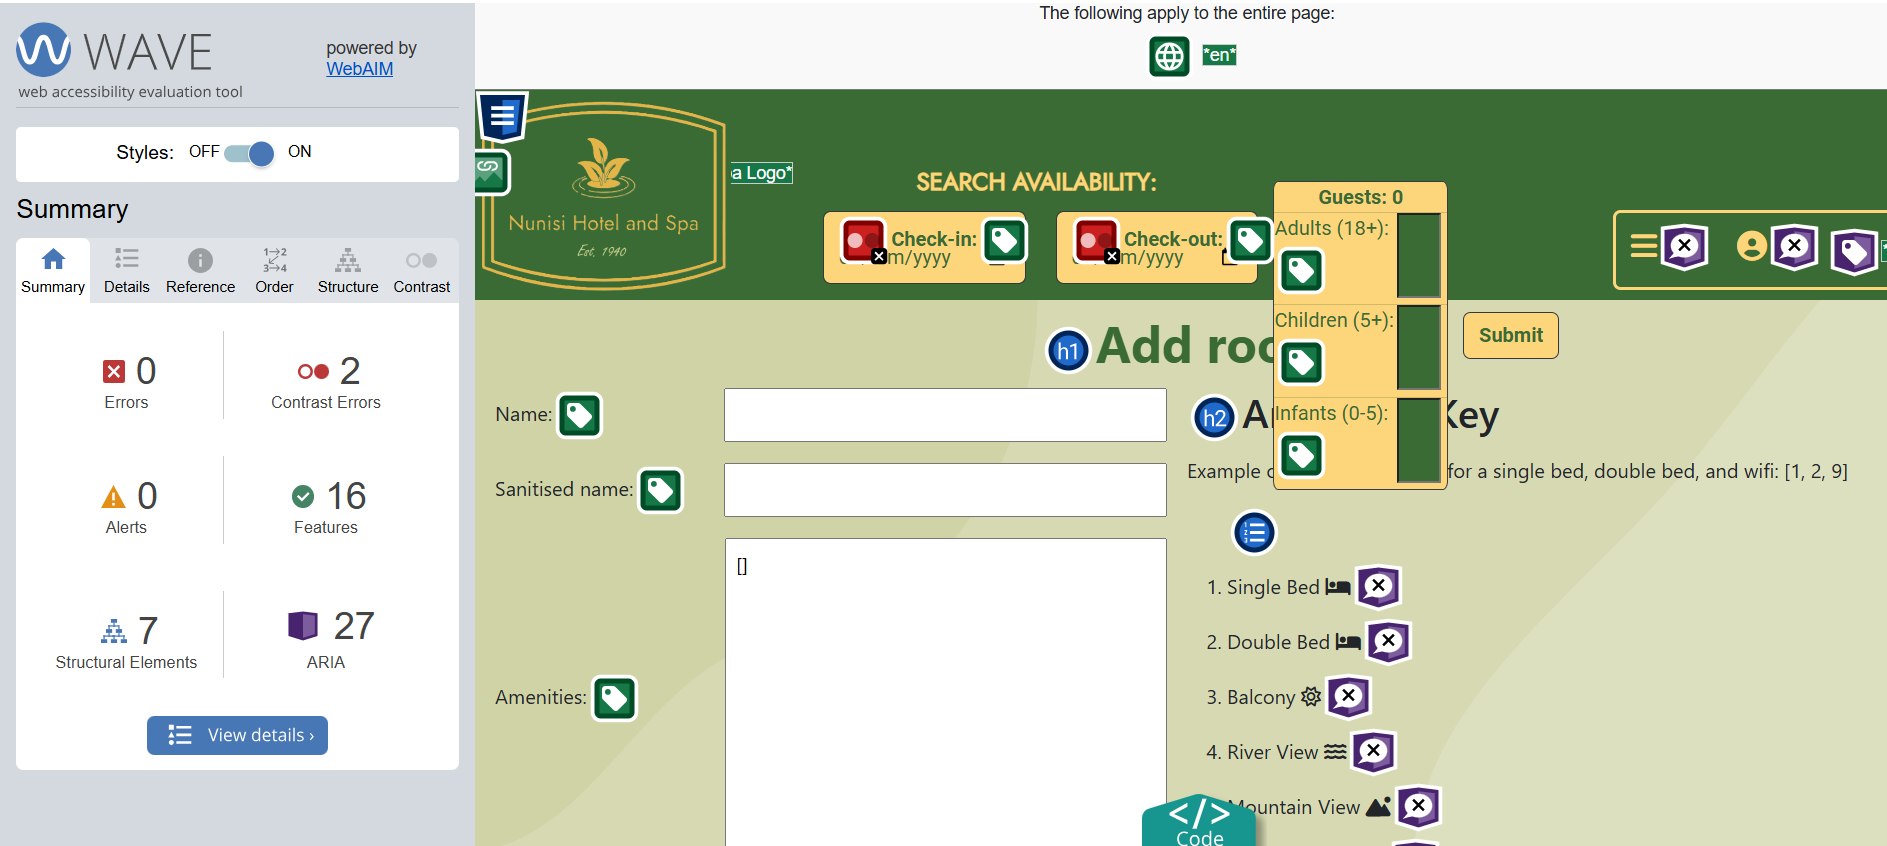 WAVE
powered by
WebAIM
web accessibility evaluation tool
Styles: OFF ON
Summary
Summary Details Reference Order Structure Contrast
0
Errors
2
Contrast Errors
0
Alerts
16
Features
7
Structural Elements
27
ARIA
View details ›
The following apply to the entire page:
*en*
Nunisi Hotel and Spa
Est. 1940
a Logo*
SEARCH AVAILABILITY:
Check-in:
m/yyyy
Check-out:
m/yyyy
Guests: 0
Adults (18+):
Children (5+):
Infants (0-5):
Submit
h1 Add roo
Name:
Sanitised name:
[]
Amenities:
h2 A Key
Example for a single bed, double bed, and wifi: [1, 2, 9]
1. Single Bed
2. Double Bed
3. Balcony
4. River View
Mountain View
</> Code